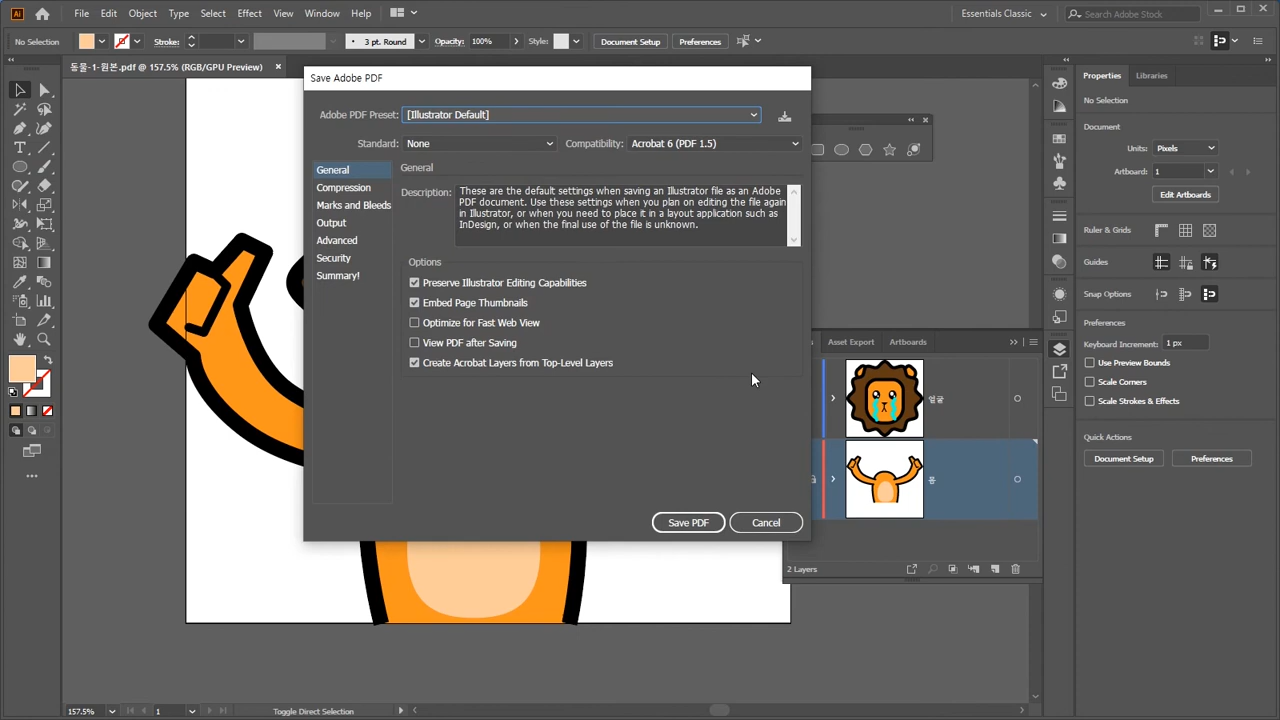 Ai File Edit Object Type Select Effect View Window Help Essentials Classic Search Adobe Stock
No Selection Stroke: 3 pt. Round Opacity: 100% Style: Document Setup Preferences
동물-1-원본.pdf @ 157.5% (RGB/GPU Preview)
Save Adobe PDF
Adobe PDF Preset: [Illustrator Default]
Standard: None Compatibility: Acrobat 6 (PDF 1.5)
General
Compression
Marks and Bleeds
Output
Advanced
Security
Summary!
General
Description: These are the default settings when saving an Illustrator file as an Adobe
PDF document. Use these settings when you plan on editing the file again
in Illustrator, or when you need to place it in a layout application such as
InDesign, or when the final use of the file is unknown.
Options
Preserve Illustrator Editing Capabilities
Embed Page Thumbnails
Optimize for Fast Web View
View PDF after Saving
Create Acrobat Layers from Top-Level Layers
Save PDF Cancel
Asset Export Artboards
얼굴
몸
2 Layers
Properties Libraries
No Selection
Document
Units: Pixels
Artboard: 1
Edit Artboards
Ruler & Grids
Guides
Snap Options
Preferences
Keyboard Increment: 1 px
Use Preview Bounds
Scale Corners
Scale Strokes & Effects
Quick Actions
Document Setup Preferences
157.5% 1 Toggle Direct Selection